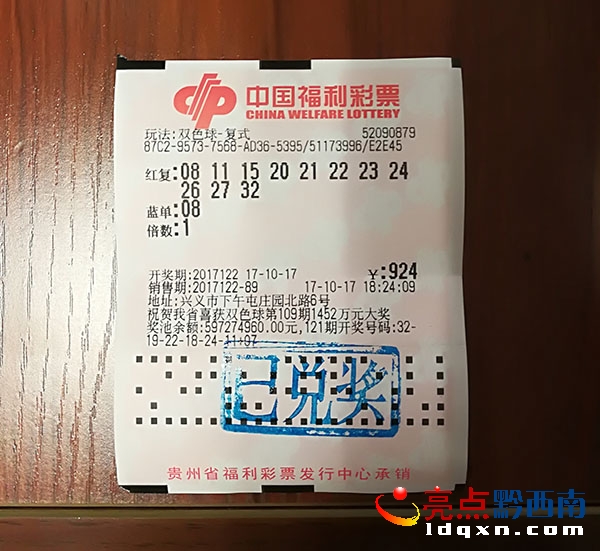 中国福利彩票
CHINA WELFARE LOTTERY
玩法:双色球-复式 52090879
87C2-9573-7568-AD36-5395/51173996/E2E45
红复:08 11 15 20 21 22 23 24
26 27 32
蓝单:08
倍数:1
开奖期:2017122 17-10-17 ¥:924
销售期:2017122-89 17-10-17 18:24:09
地址:兴义市下午屯庄园北路6号
祝贺我省喜获双色球第109期1452万元大奖
奖池余额:597274960.00元,121期开奖号码:32-
19-22-18-24-11+07
已兑奖
贵州省福利彩票发行中心承销
亮点黔西南
ldqxn.com